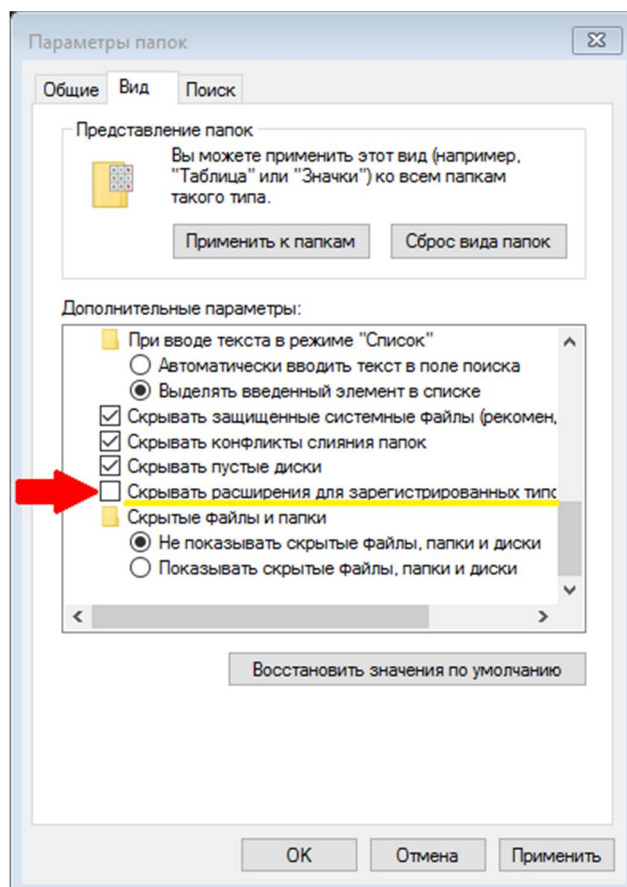 Параметры папок
Общие
Вид
Поиск
Представление папок
Вы можете применить этот вид (например,
"Таблица" или "Значки") ко всем папкам
такого типа.
Применить к папкам
Сброс вида папок
Дополнительные параметры:
При вводе текста в режиме "Список"
Автоматически вводить текст в поле поиска
Выделять введенный элемент в списке
Скрывать защищенные системные файлы (рекомен,
Скрывать конфликты слияния папок
Скрывать пустые диски
Скрывать расширения для зарегистрированных типо
Скрытые файлы и папки
Не показывать скрытые файлы, папки и диски
Показывать скрытые файлы, папки и диски
Восстановить значения по умолчанию
OK
Отмена
Применить